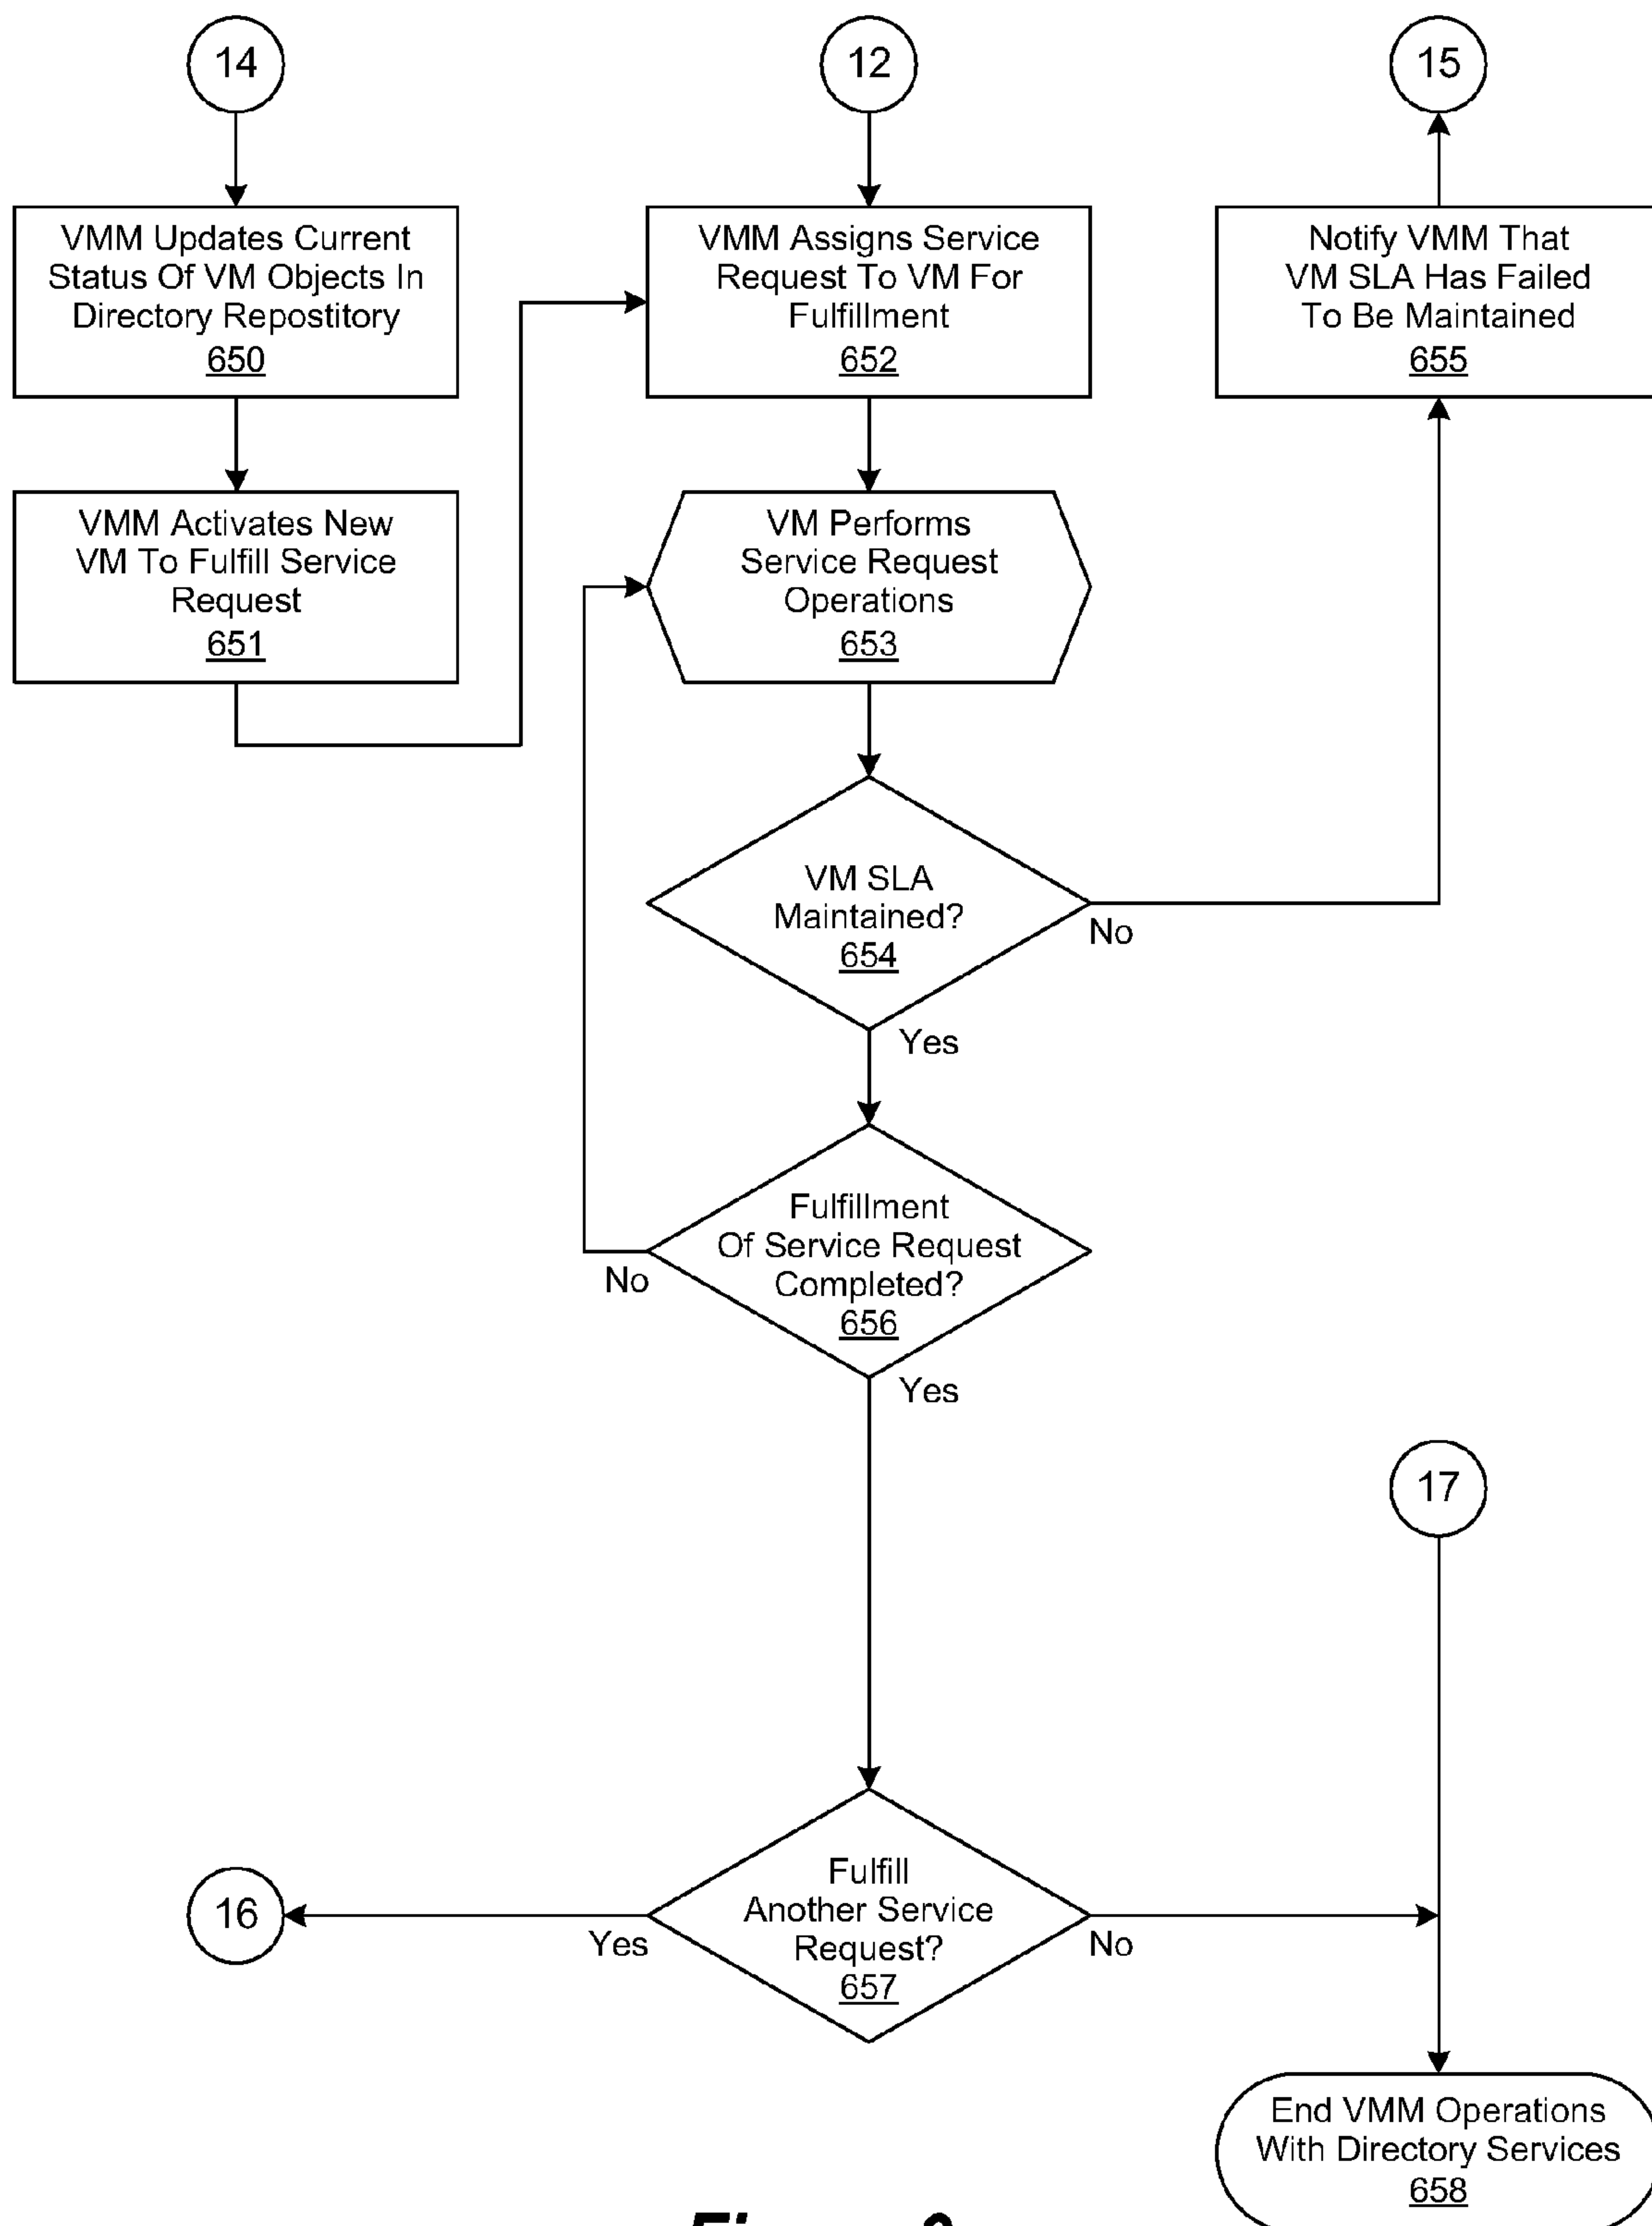 14
12
15
VMM Updates Current
Status Of VM Objects In
Directory Repostitory
650
VMM Assigns Service
Request To VM For
Fulfillment
652
Notify VMM That
VM SLA Has Failed
To Be Maintained
655
VMM Activates New
VM To Fulfill Service
Request
651
VM Performs
Service Request
Operations
653
VM SLA
Maintained?
654
No
Yes
Fulfillment
Of Service Request
Completed?
656
No
Yes
17
16
Fulfill
Another Service
Request?
657
Yes
No
End VMM Operations
With Directory Services
658